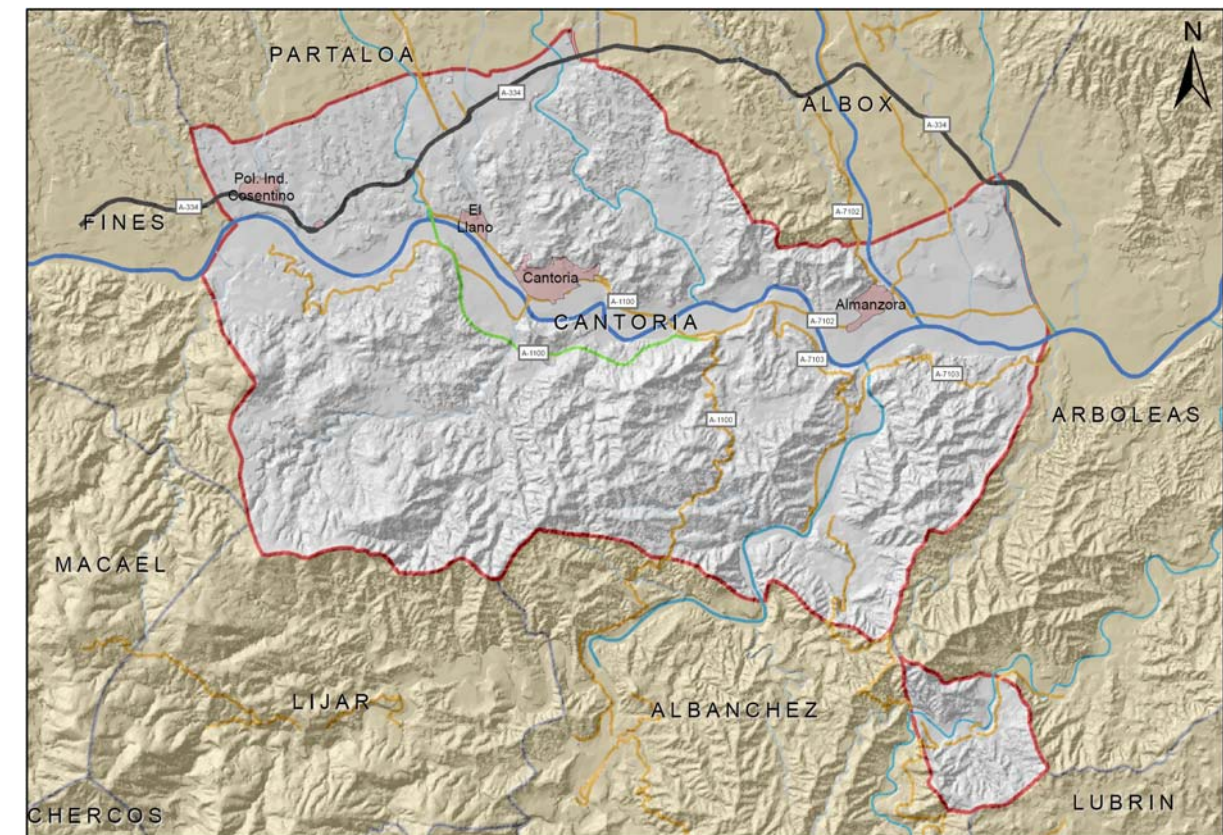 N
PARTALOA
A-334
ALBOX
A-334
Pol. Ind.
Cosentino
A-334
FINES
A-7102
El
Llano
Cantoria
A-1100
Almanzora
CANTORIA
A-7102
A-1100
A-7103
A-7103
A-1100
ARBOLEAS
MACAEL
LIJAR
ALBANCHEZ
CHERCOS
LUBRIN